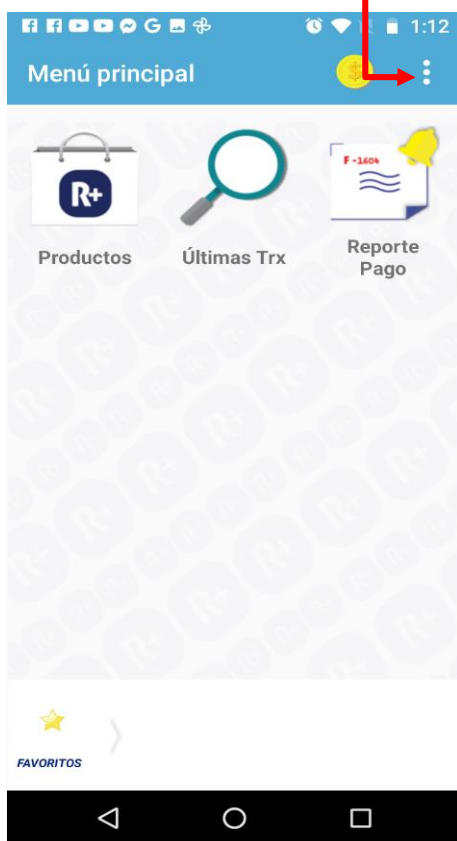 1:12
Menú principal
R+
F-1604
Productos
Últimas Trx
Reporte
Pago
FAVORITOS